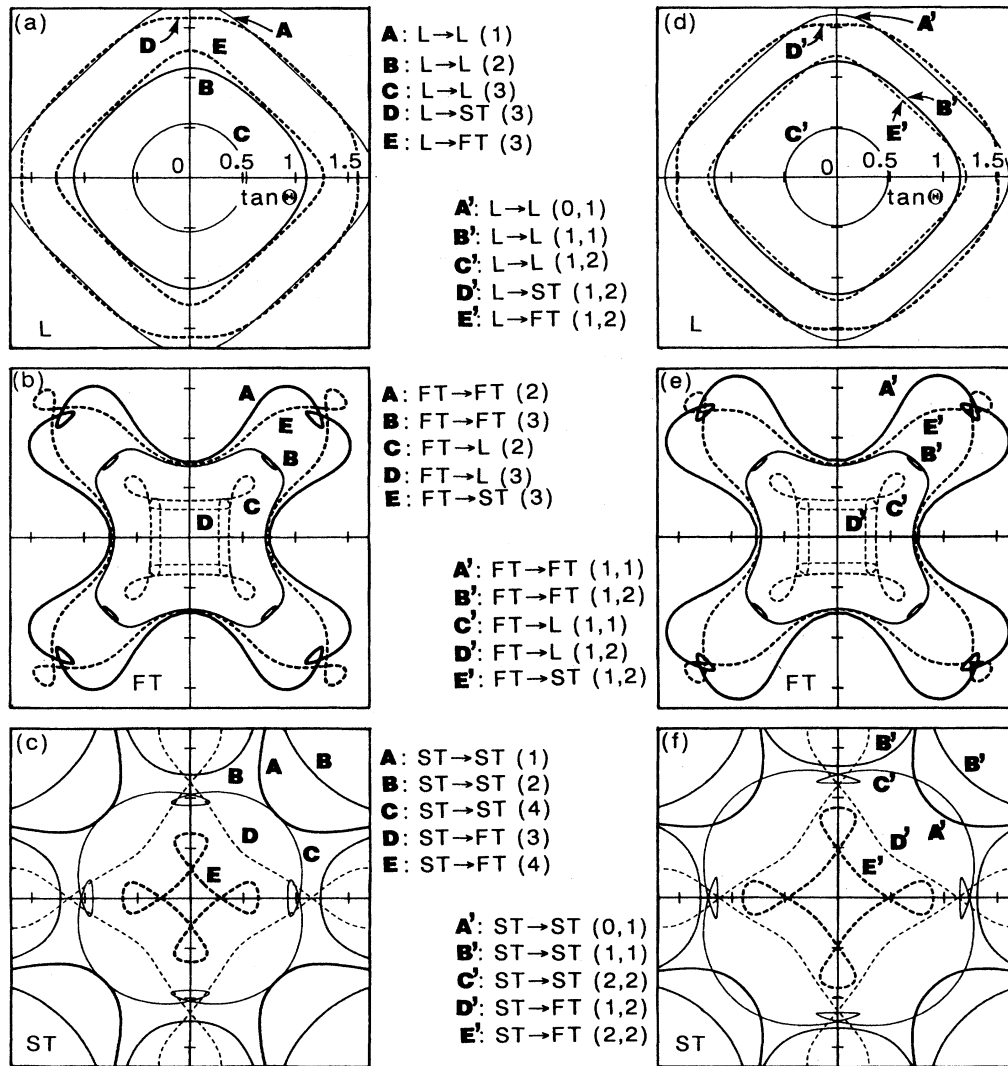 (a)
A
D
E
B
C
0 0.5 1 1.5
tanΘ
L
A: L→L (1)
B: L→L (2)
C: L→L (3)
D: L→ST (3)
E: L→FT (3)
A': L→L (0,1)
B': L→L (1,1)
C': L→L (1,2)
D': L→ST (1,2)
E': L→FT (1,2)
(d)
A'
D'
B'
C'
E'
0 0.5 1 1.5
tanΘ
L
(b)
A
E
B
C
D
FT
A: FT→FT (2)
B: FT→FT (3)
C: FT→L (2)
D: FT→L (3)
E: FT→ST (3)
A': FT→FT (1,1)
B': FT→FT (1,2)
C': FT→L (1,1)
D': FT→L (1,2)
E': FT→ST (1,2)
(e)
A'
E'
B'
C'
D'
FT
(c)
B A B
D
C
E
ST
A: ST→ST (1)
B: ST→ST (2)
C: ST→ST (4)
D: ST→FT (3)
E: ST→FT (4)
A': ST→ST (0,1)
B': ST→ST (1,1)
C': ST→ST (2,2)
D': ST→FT (1,2)
E': ST→FT (2,2)
(f)
B'
B'
C'
A'
D'
E'
ST